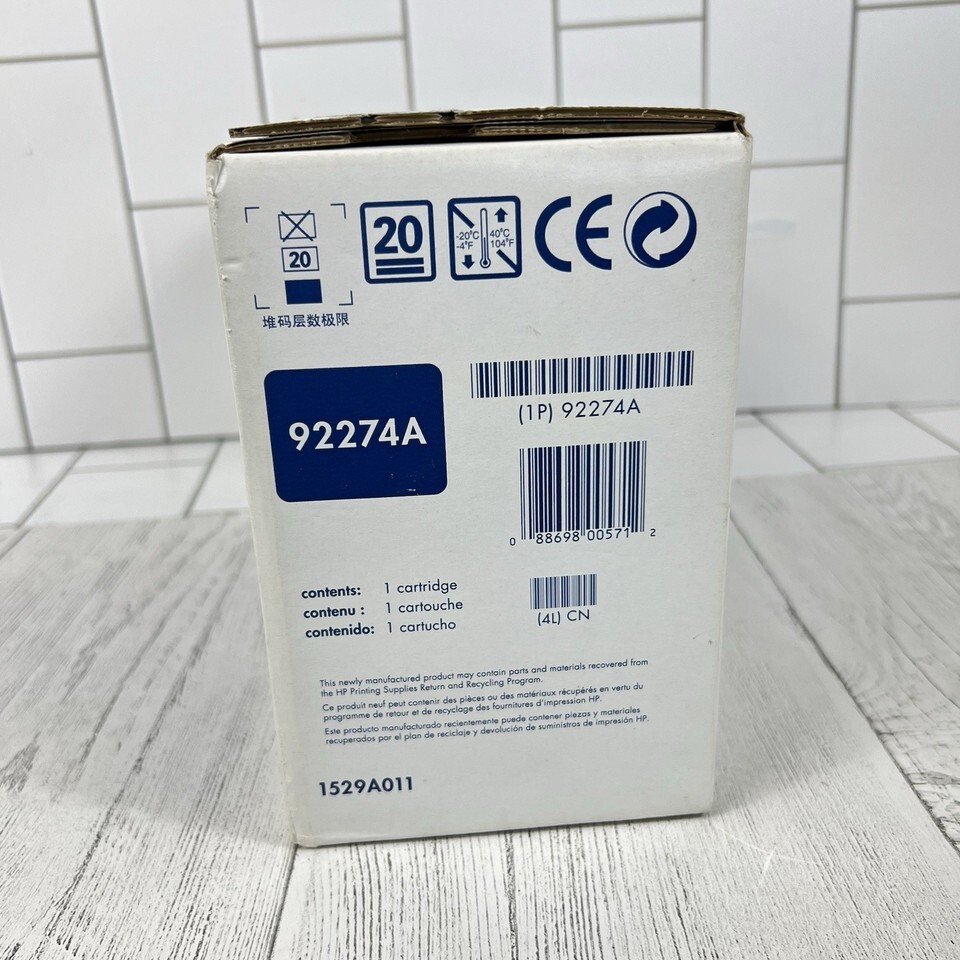 20
堆码层数极限
20
-20°C
-4°F
40°C
104°F
CE
92274A
(1P) 92274A
0 88698 00571 2
contents: 1 cartridge
contenu : 1 cartouche
contenido: 1 cartucho
(4L) CN
This newly manufactured product may contain parts and materials recovered from
the HP Printing Supplies Return and Recycling Program.
Ce produit neuf peut contenir des pièces ou des matériaux récupérés en vertu du
programme de retour et de recyclage des fournitures d'impression HP.
Este producto manufacturado recientemente puede contener piezas y materiales
recuperados por el plan de reciclaje y devolución de suministros de impresión HP.
1529A011